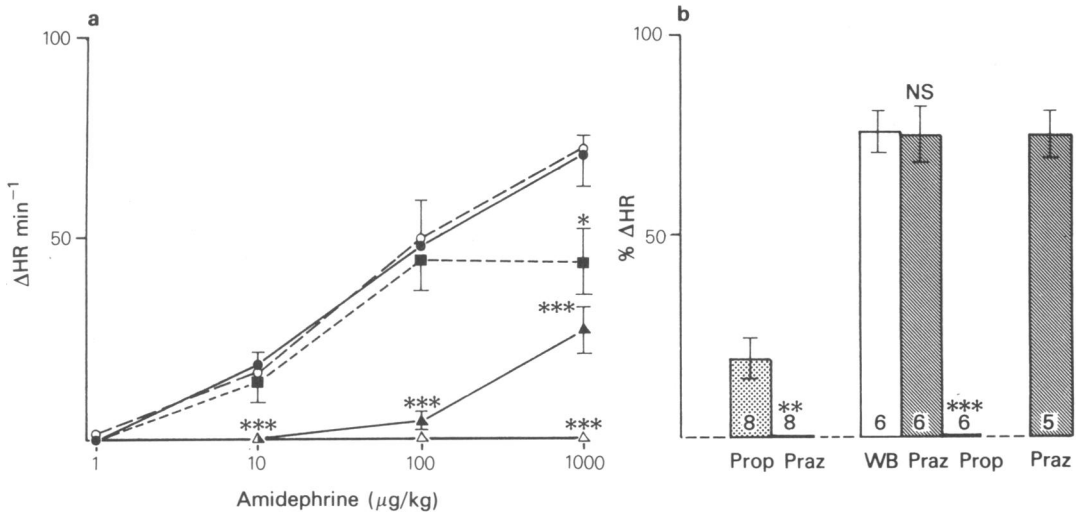 a
100
50
ΔHR min⁻¹
*
***
***
***
***
1
10
100
1000
Amidephrine (μg/kg)
b
100
50
% ΔHR
NS
**
***
8
8
6
6
6
5
Prop Praz
WB Praz Prop
Praz